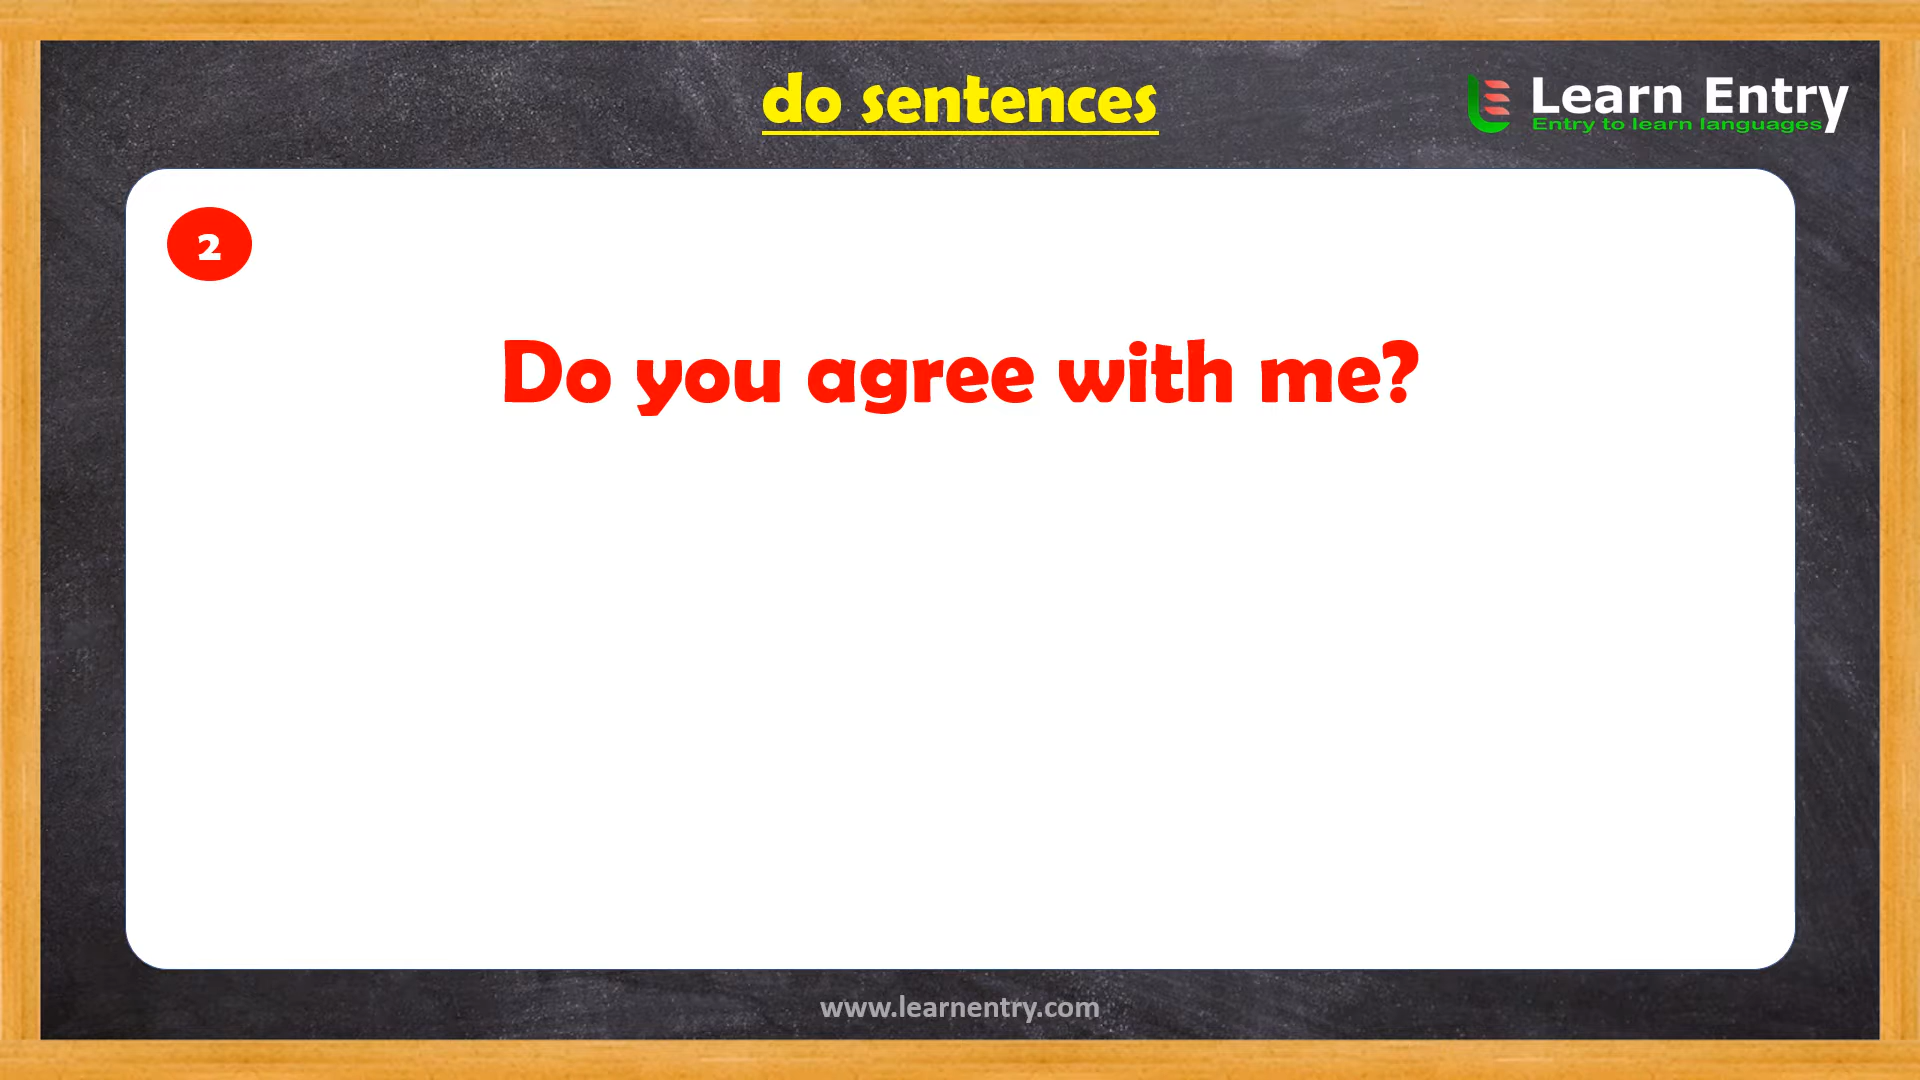 do sentences
Learn Entry
Entry to learn languages
2
Do you agree with me?
www.learnentry.com